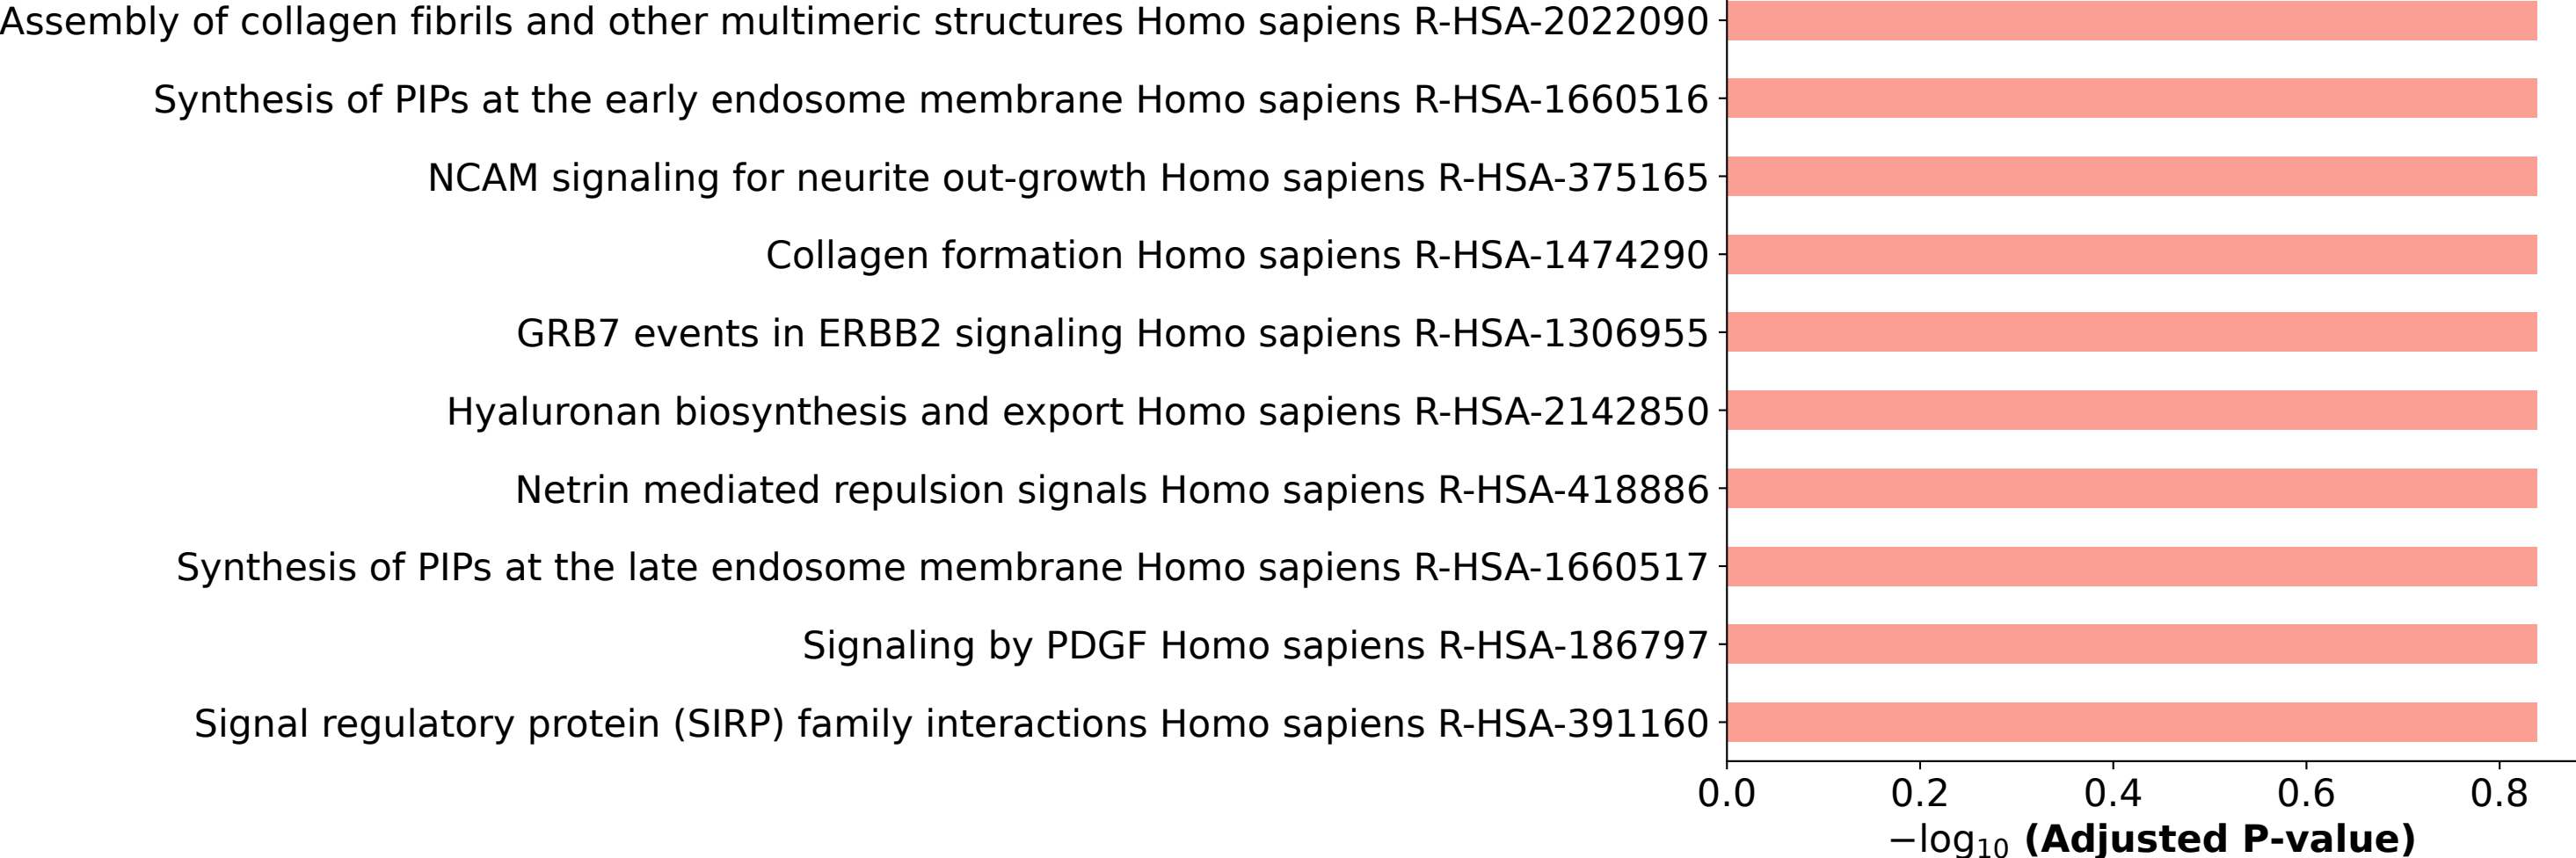 Assembly of collagen fibrils and other multimeric structures Homo sapiens R-HSA-2022090
Synthesis of PIPs at the early endosome membrane Homo sapiens R-HSA-1660516
NCAM signaling for neurite out-growth Homo sapiens R-HSA-375165
Collagen formation Homo sapiens R-HSA-1474290
GRB7 events in ERBB2 signaling Homo sapiens R-HSA-1306955
Hyaluronan biosynthesis and export Homo sapiens R-HSA-2142850
Netrin mediated repulsion signals Homo sapiens R-HSA-418886
Synthesis of PIPs at the late endosome membrane Homo sapiens R-HSA-1660517
Signaling by PDGF Homo sapiens R-HSA-186797
Signal regulatory protein (SIRP) family interactions Homo sapiens R-HSA-391160
0.0 0.2 0.4 0.6 0.8
−log₁₀ (Adjusted P-value)